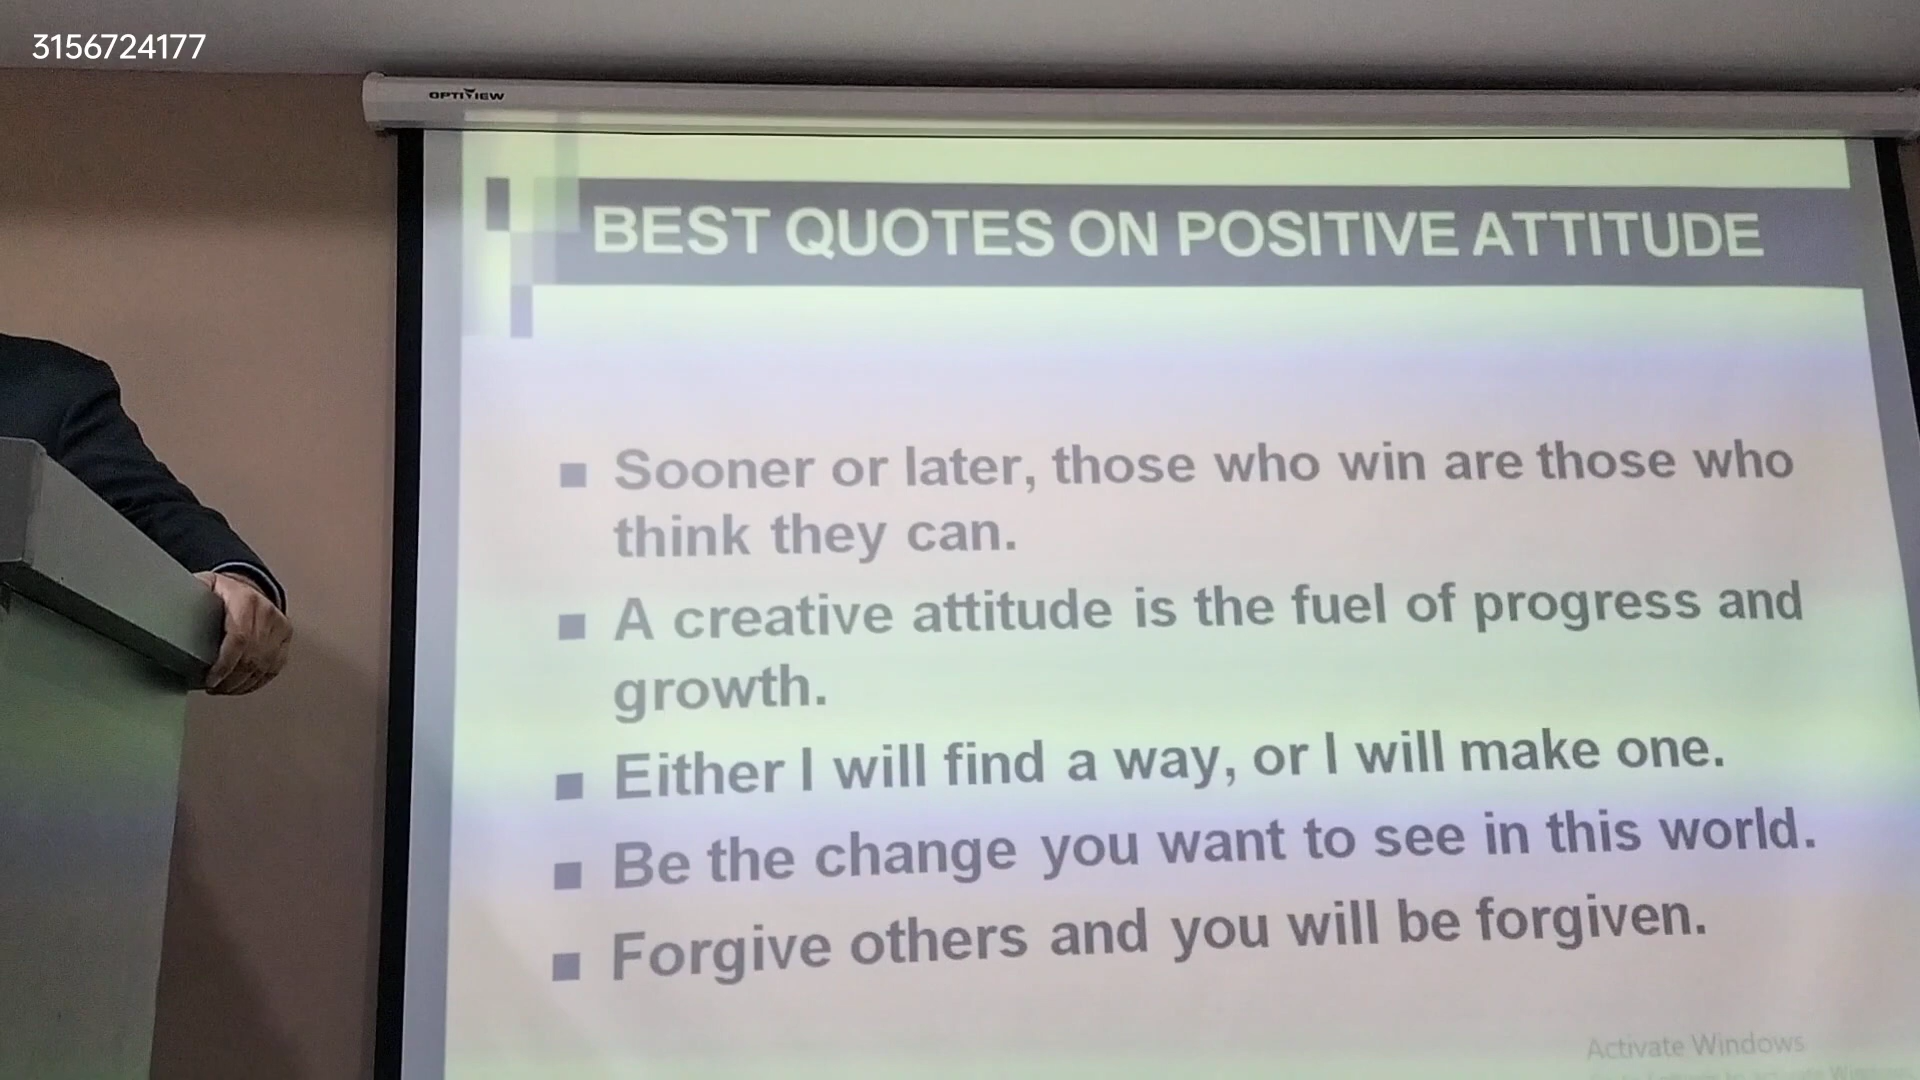 3156724177
OPTIVIEW
BEST QUOTES ON POSITIVE ATTITUDE
■ Sooner or later, those who win are those who
think they can.
■ A creative attitude is the fuel of progress and
growth.
■ Either I will find a way, or I will make one.
■ Be the change you want to see in this world.
■ Forgive others and you will be forgiven.
Activate Windows